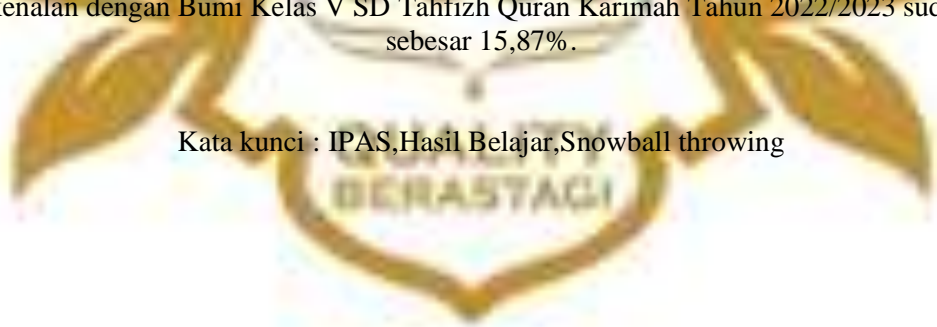 kenalan dengan Bumi Kelas V SD Tahfizh Quran Karimah Tahun 2022/2023 sud
sebesar 15,87%.
Kata kunci : IPAS,Hasil Belajar,Snowball throwing
QUALITY
BERASTAGI